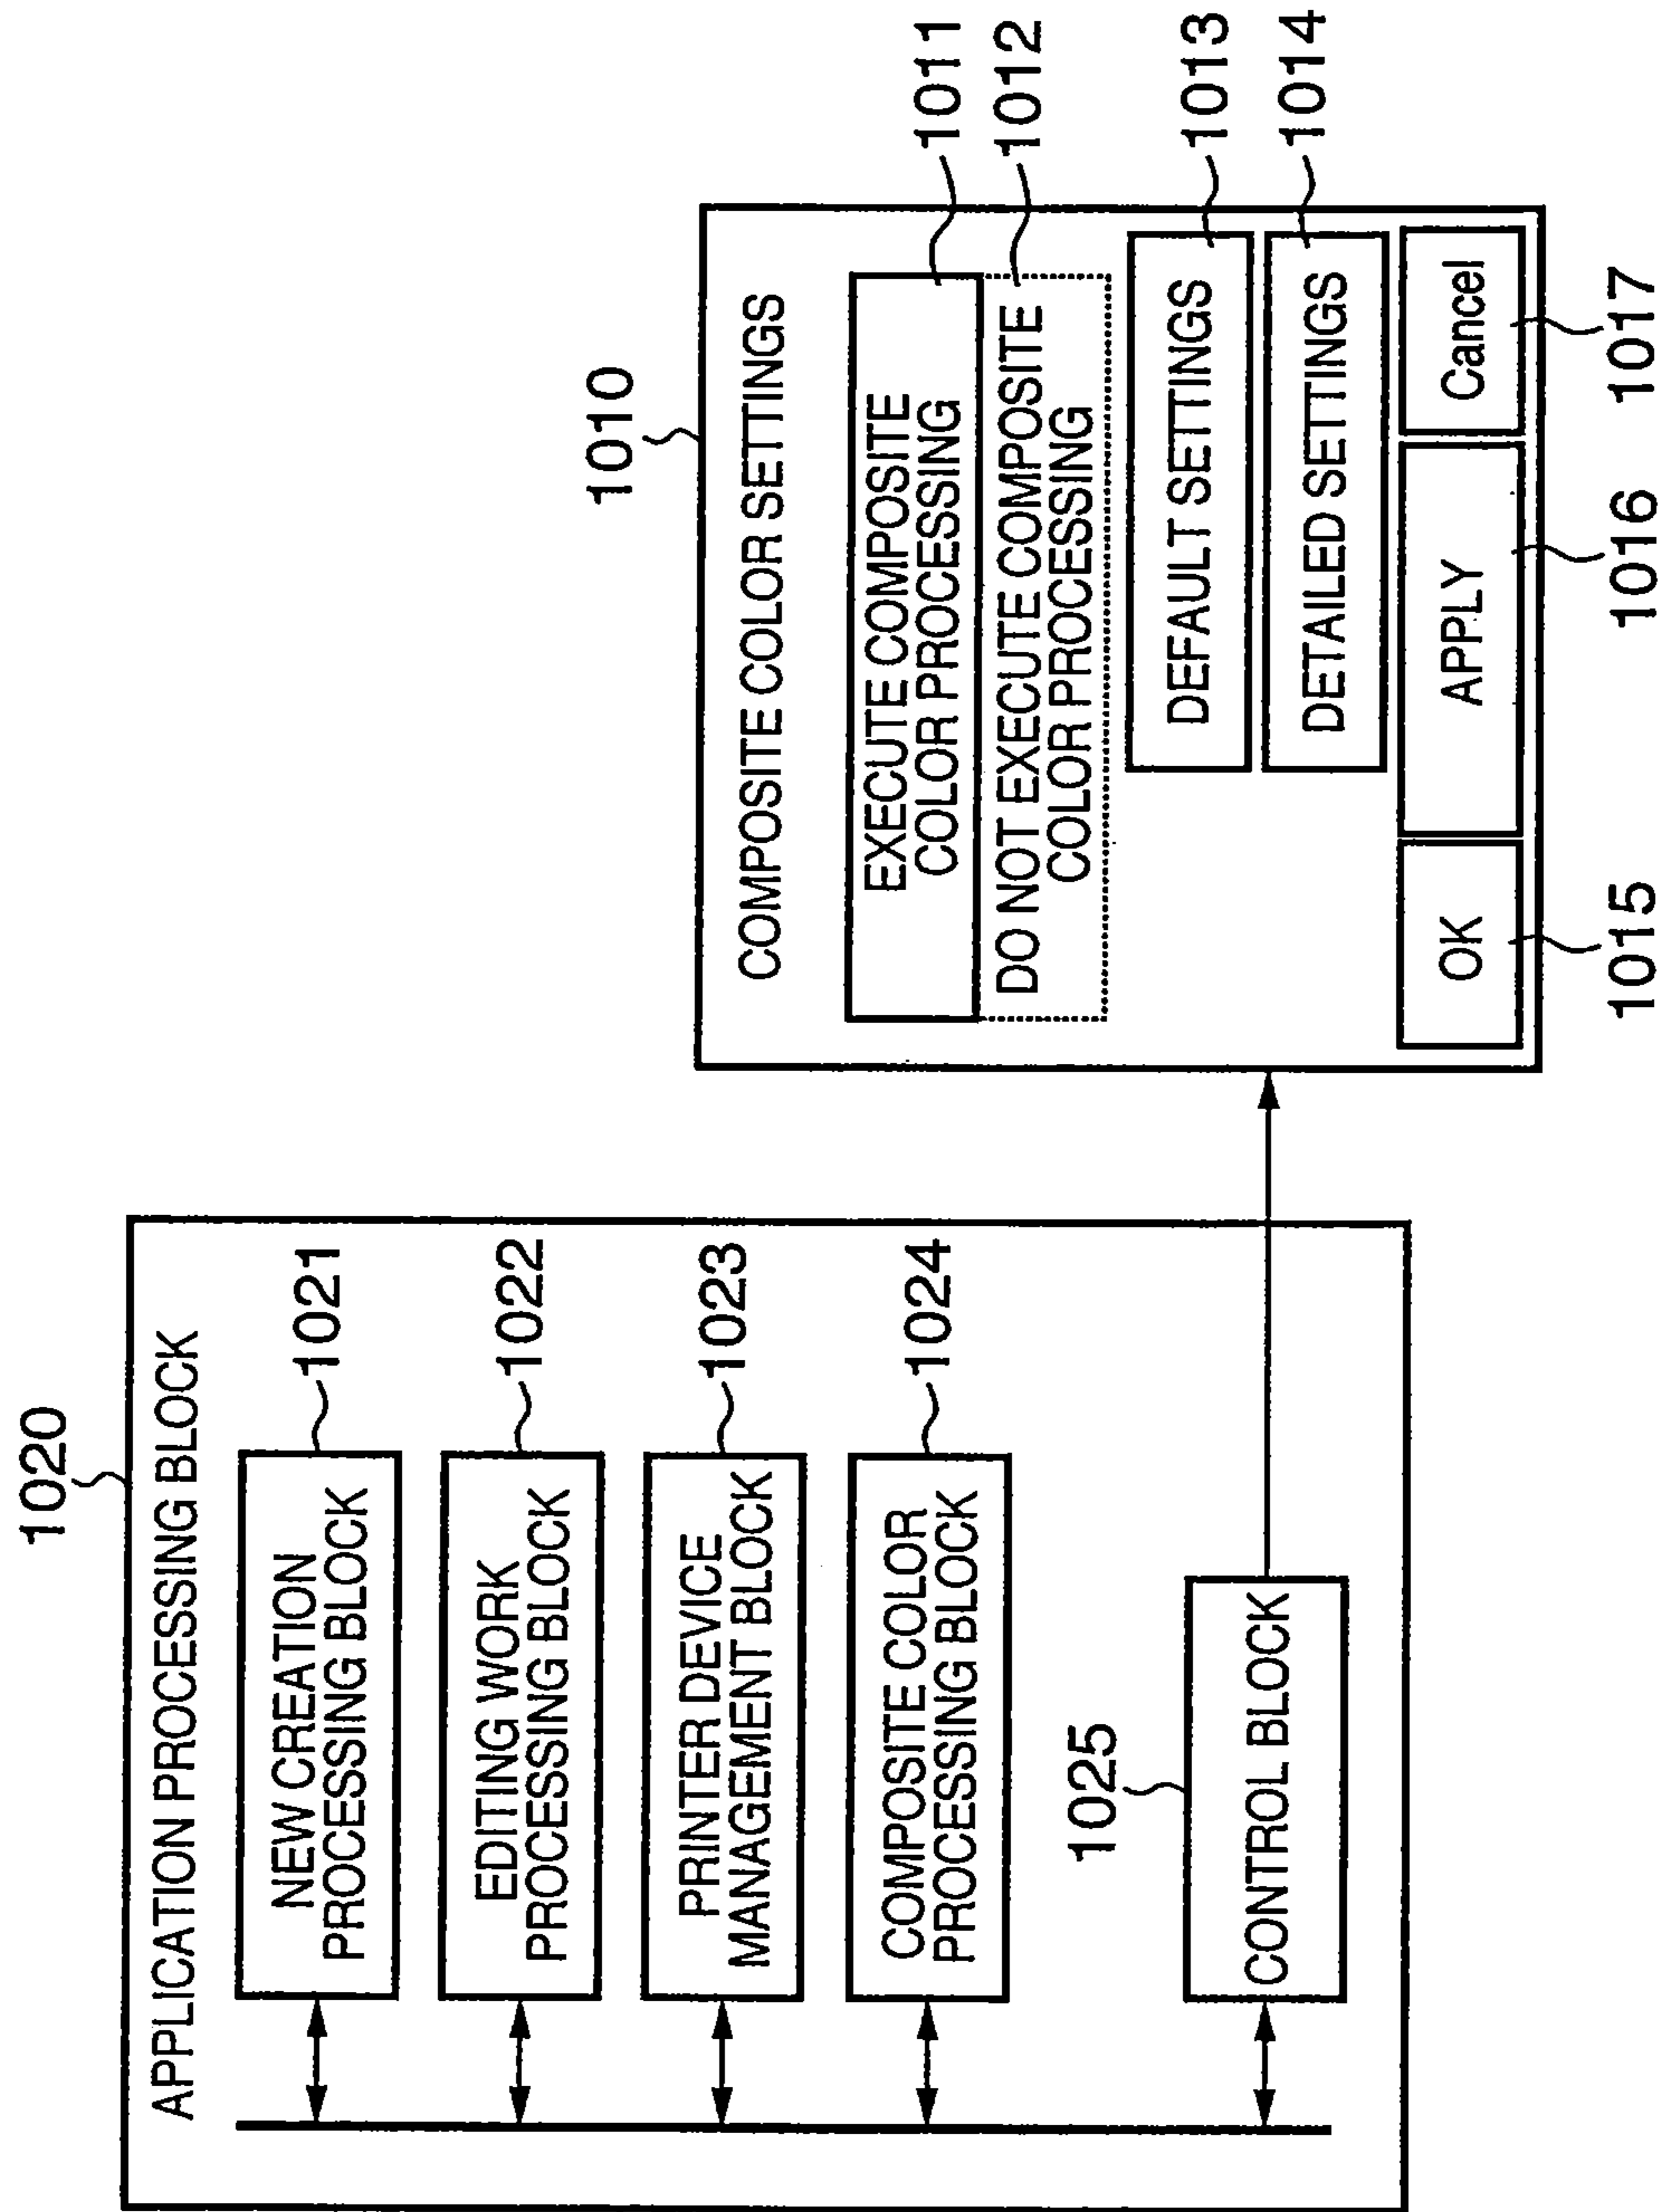 1020
APPLICATION PROCESSING BLOCK
NEW CREATION
PROCESSING BLOCK
1021
EDITING WORK
PROCESSING BLOCK
1022
PRINTER DEVICE
MANAGEMENT BLOCK
1023
COMPOSITE COLOR
PROCESSING BLOCK
1024
1025
CONTROL BLOCK
1010
COMPOSITE COLOR SETTINGS
EXECUTE COMPOSITE
COLOR PROCESSING
1011
DO NOT EXECUTE COMPOSITE
COLOR PROCESSING
1012
DEFAULT SETTINGS
1013
DETAILED SETTINGS
1014
OK
APPLY
Cancel
1015
1016
1017